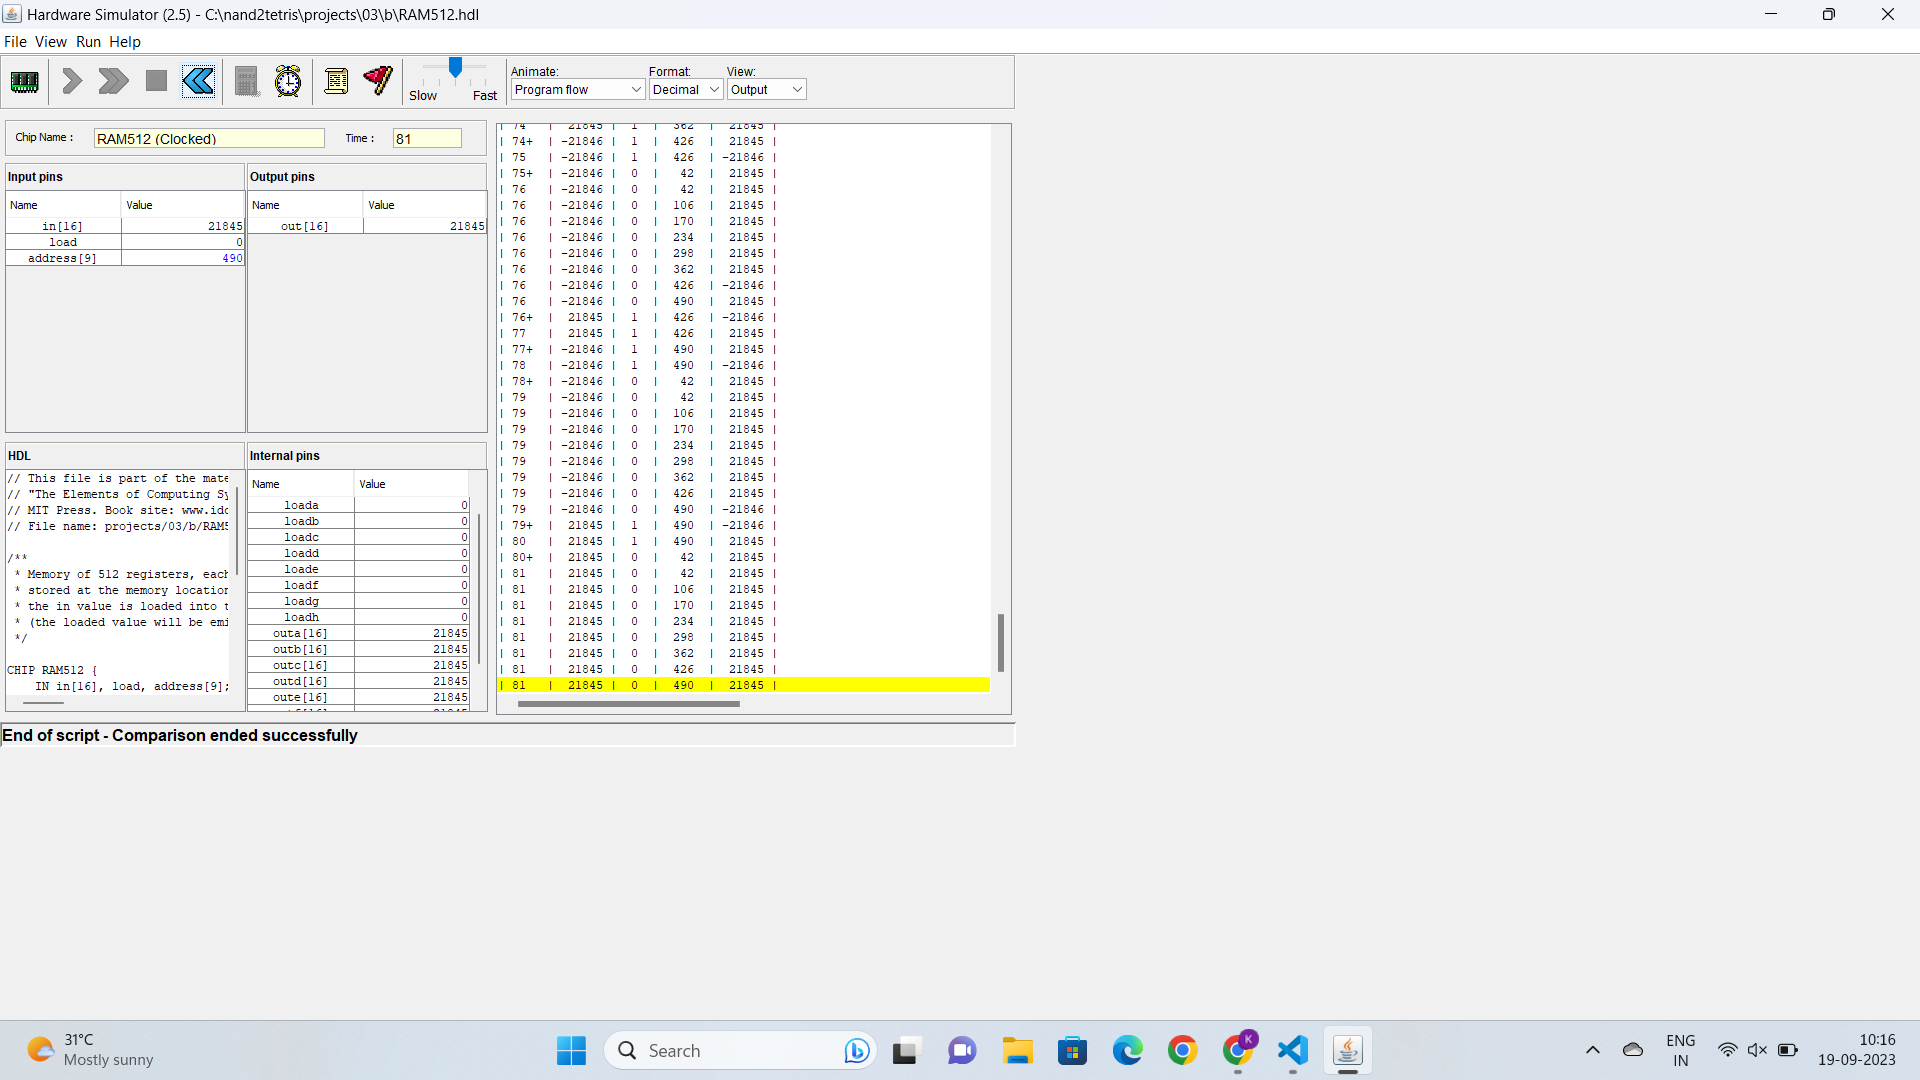 Hardware Simulator (2.5) - C:\nand2tetris\projects\03\b\RAM512.hdl
File View Run Help
Slow Fast
Animate: Format: View:
Program flow Decimal Output
Chip Name : RAM512 (Clocked) Time : 81
Input pins
Name Value
in[16] 21845
load 0
address[9] 490
Output pins
Name Value
out[16] 21845
HDL
// This file is part of the mate
// "The Elements of Computing Sy
// MIT Press. Book site: www.idc
// File name: projects/03/b/RAM5
/**
* Memory of 512 registers, each
* stored at the memory location
* the in value is loaded into t
* (the loaded value will be emi
*/
CHIP RAM512 {
IN in[16], load, address[9];
Internal pins
Name Value
loada 0
loadb 0
loadc 0
loadd 0
loade 0
loadf 0
loadg 0
loadh 0
outa[16] 21845
outb[16] 21845
outc[16] 21845
outd[16] 21845
oute[16] 21845
| 74 | 21845 | 1 | 362 | 21845 |
| 74+ | -21846 | 1 | 426 | 21845 |
| 75 | -21846 | 1 | 426 | -21846 |
| 75+ | -21846 | 0 | 42 | 21845 |
| 76 | -21846 | 0 | 42 | 21845 |
| 76 | -21846 | 0 | 106 | 21845 |
| 76 | -21846 | 0 | 170 | 21845 |
| 76 | -21846 | 0 | 234 | 21845 |
| 76 | -21846 | 0 | 298 | 21845 |
| 76 | -21846 | 0 | 362 | 21845 |
| 76 | -21846 | 0 | 426 | -21846 |
| 76 | -21846 | 0 | 490 | 21845 |
| 76+ | 21845 | 1 | 426 | -21846 |
| 77 | 21845 | 1 | 426 | 21845 |
| 77+ | -21846 | 1 | 490 | 21845 |
| 78 | -21846 | 1 | 490 | -21846 |
| 78+ | -21846 | 0 | 42 | 21845 |
| 79 | -21846 | 0 | 42 | 21845 |
| 79 | -21846 | 0 | 106 | 21845 |
| 79 | -21846 | 0 | 170 | 21845 |
| 79 | -21846 | 0 | 234 | 21845 |
| 79 | -21846 | 0 | 298 | 21845 |
| 79 | -21846 | 0 | 362 | 21845 |
| 79 | -21846 | 0 | 426 | 21845 |
| 79 | -21846 | 0 | 490 | -21846 |
| 79+ | 21845 | 1 | 490 | -21846 |
| 80 | 21845 | 1 | 490 | 21845 |
| 80+ | 21845 | 0 | 42 | 21845 |
| 81 | 21845 | 0 | 42 | 21845 |
| 81 | 21845 | 0 | 106 | 21845 |
| 81 | 21845 | 0 | 170 | 21845 |
| 81 | 21845 | 0 | 234 | 21845 |
| 81 | 21845 | 0 | 298 | 21845 |
| 81 | 21845 | 0 | 362 | 21845 |
| 81 | 21845 | 0 | 426 | 21845 |
| 81 | 21845 | 0 | 490 | 21845 |
End of script - Comparison ended successfully
31°C
Mostly sunny
Search
K
ENG
IN
10:16
19-09-2023